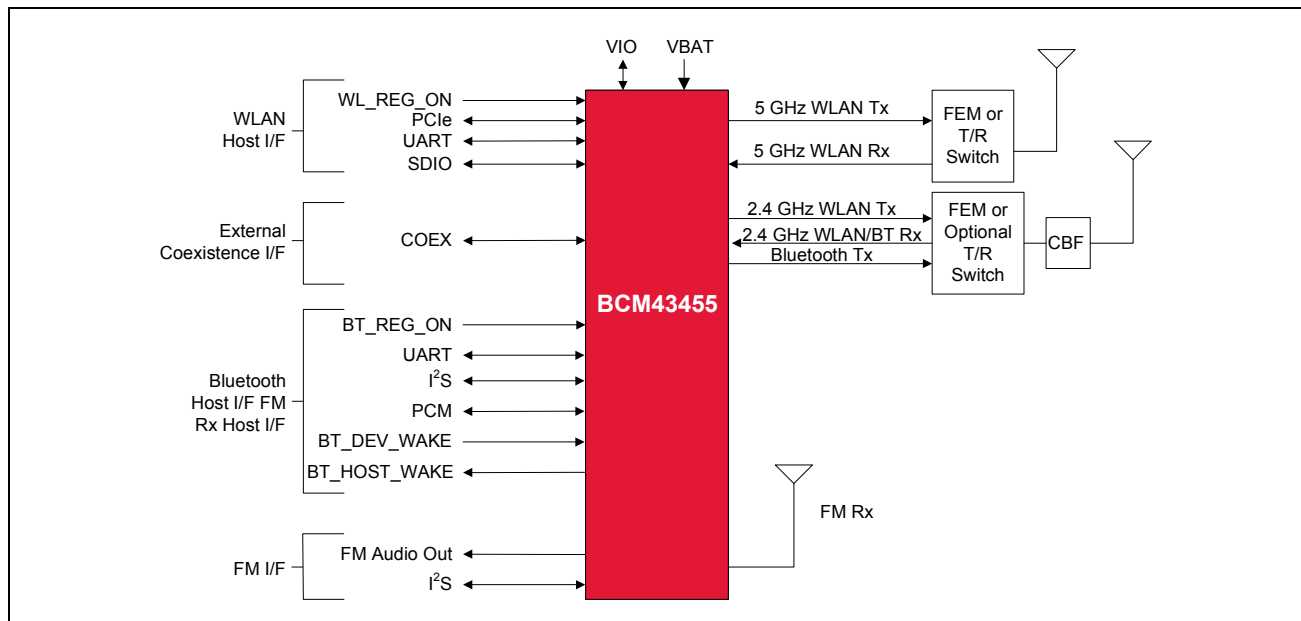 VIO
VBAT
WLAN
Host I/F
WL_REG_ON
PCIe
UART
SDIO
External
Coexistence I/F
COEX
Bluetooth
Host I/F FM
Rx Host I/F
BT_REG_ON
UART
I²S
PCM
BT_DEV_WAKE
BT_HOST_WAKE
FM I/F
FM Audio Out
I²S
BCM43455
5 GHz WLAN Tx
5 GHz WLAN Rx
FEM or
T/R
Switch
2.4 GHz WLAN Tx
2.4 GHz WLAN/BT Rx
Bluetooth Tx
FEM or
Optional
T/R
Switch
CBF
FM Rx